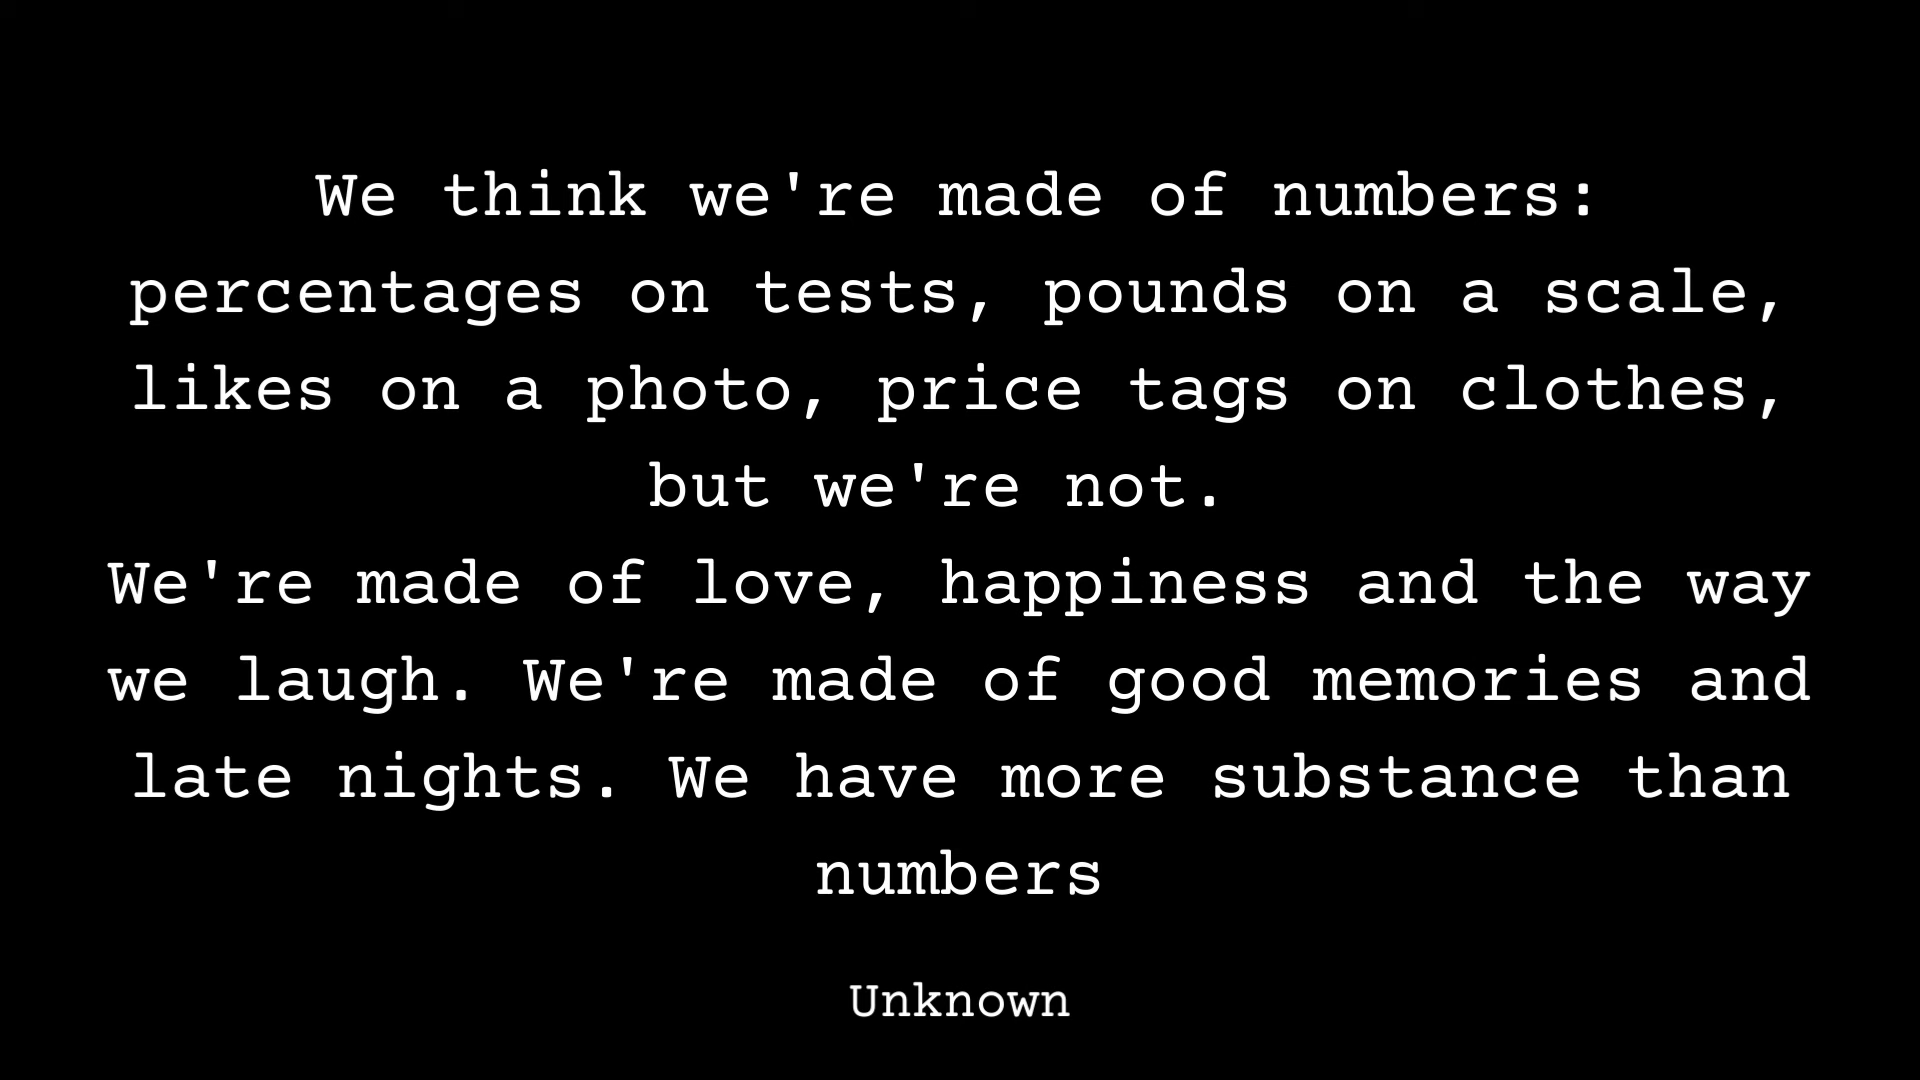 We think we're made of numbers:
percentages on tests, pounds on a scale,
likes on a photo, price tags on clothes,
but we're not.
We're made of love, happiness and the way
we laugh. We're made of good memories and
late nights. We have more substance than
numbers
Unknown